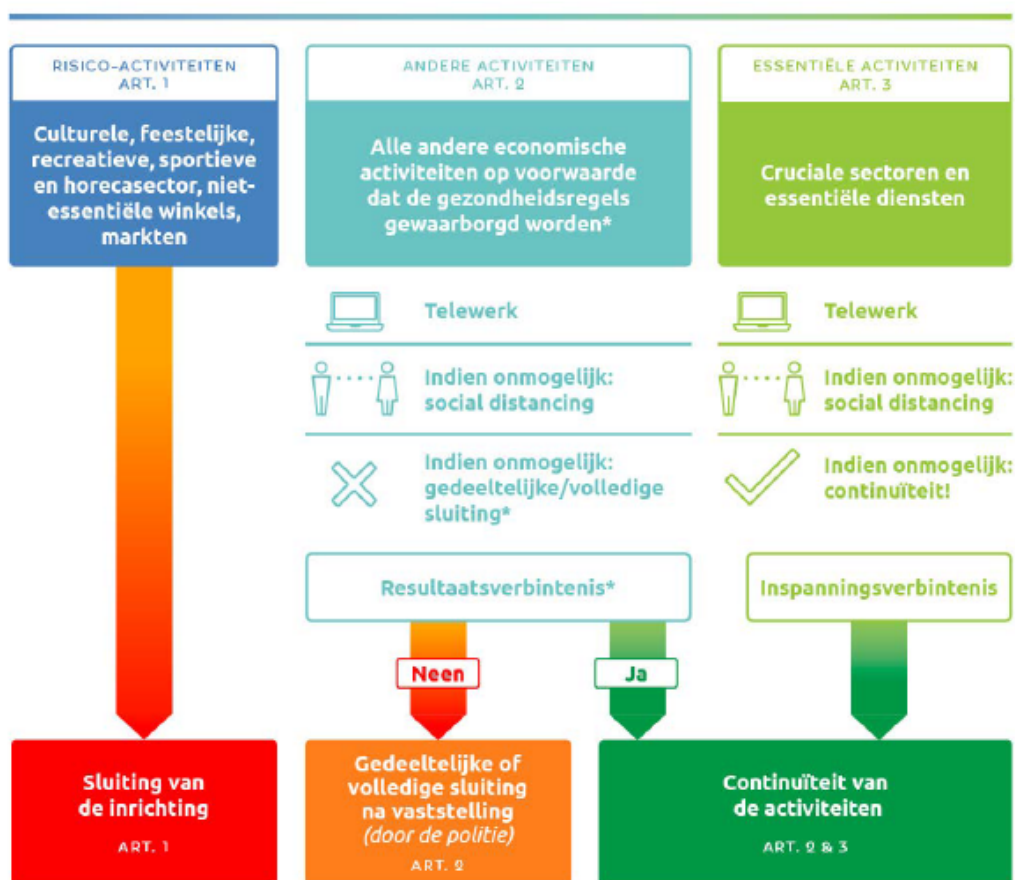 RISICO-ACTIVITEITEN
ART. 1
Culturele, feestelijke,
recreatieve, sportieve
en horecasector, niet-
essentiële winkels,
markten
ANDERE ACTIVITEITEN
ART. 2
Alle andere economische
activiteiten op voorwaarde
dat de gezondheidsregels
gewaarborgd worden*
ESSENTIËLE ACTIVITEITEN
ART. 3
Cruciale sectoren en
essentiële diensten
Telewerk
Indien onmogelijk:
social distancing
Indien onmogelijk:
gedeeltelijke/volledige
sluiting*
Telewerk
Indien onmogelijk:
social distancing
Indien onmogelijk:
continuïteit!
Resultaatsverbintenis*
Inspanningsverbintenis
Neen
Ja
Sluiting van
de inrichting
ART. 1
Gedeeltelijke of
volledige sluiting
na vaststelling
(door de politie)
ART. 2
Continuïteit van
de activiteiten
ART. 2 & 3